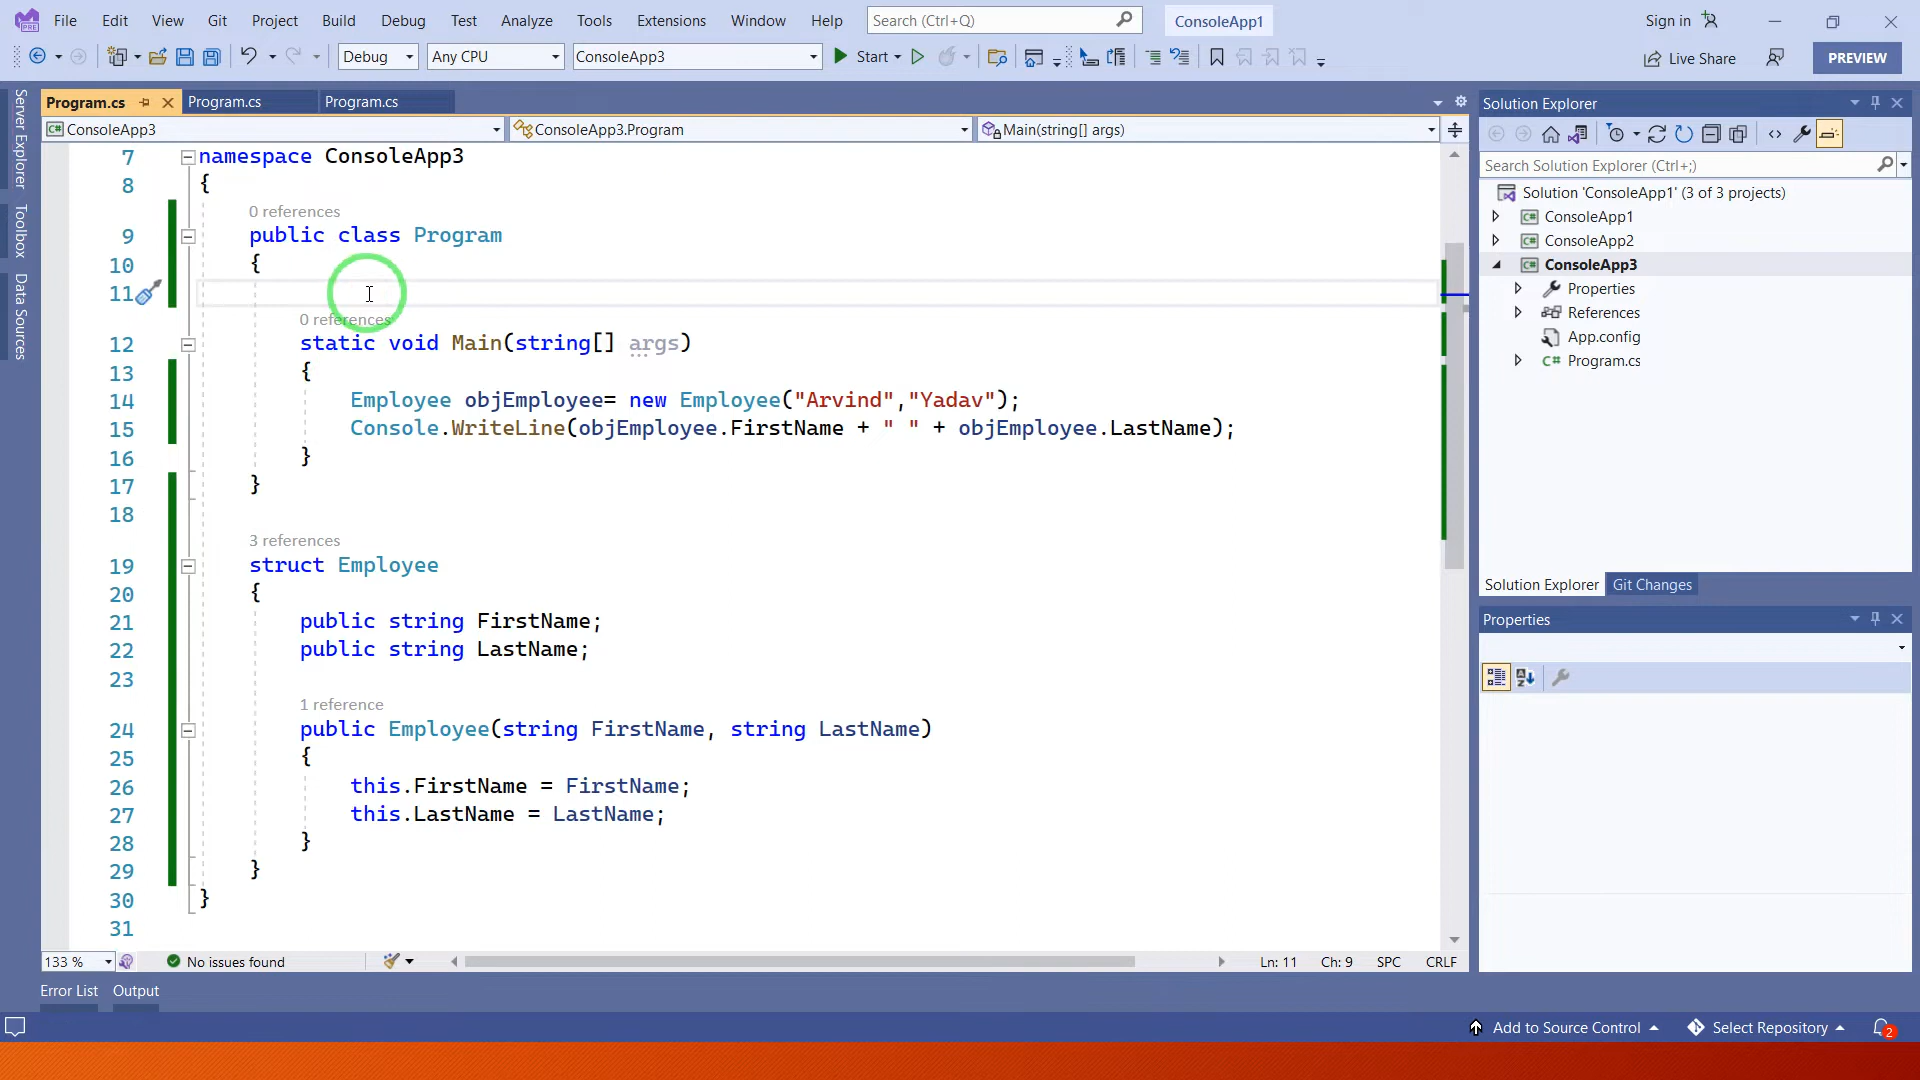 File Edit View Git Project Build Debug Test Analyze Tools Extensions Window Help Search (Ctrl+Q) ConsoleApp1 Sign in
Debug Any CPU ConsoleApp3 Start Live Share PREVIEW
Server Explorer
Toolbox
Data Sources
Program.cs Program.cs Program.cs
ConsoleApp3 ConsoleApp3.Program Main(string[] args)
7 namespace ConsoleApp3
8 {
0 references
9 public class Program
10 {
11
0 references
12 static void Main(string[] args)
13 {
14 Employee objEmployee= new Employee("Arvind","Yadav");
15 Console.WriteLine(objEmployee.FirstName + " " + objEmployee.LastName);
16 }
17 }
18
3 references
19 struct Employee
20 {
21 public string FirstName;
22 public string LastName;
23
1 reference
24 public Employee(string FirstName, string LastName)
25 {
26 this.FirstName = FirstName;
27 this.LastName = LastName;
28 }
29 }
30 }
31
133 % No issues found Ln: 11 Ch: 9 SPC CRLF
Error List Output
Solution Explorer
Search Solution Explorer (Ctrl+;)
Solution 'ConsoleApp1' (3 of 3 projects)
ConsoleApp1
ConsoleApp2
ConsoleApp3
Properties
References
App.config
C# Program.cs
Solution Explorer Git Changes
Properties
Add to Source Control Select Repository 2